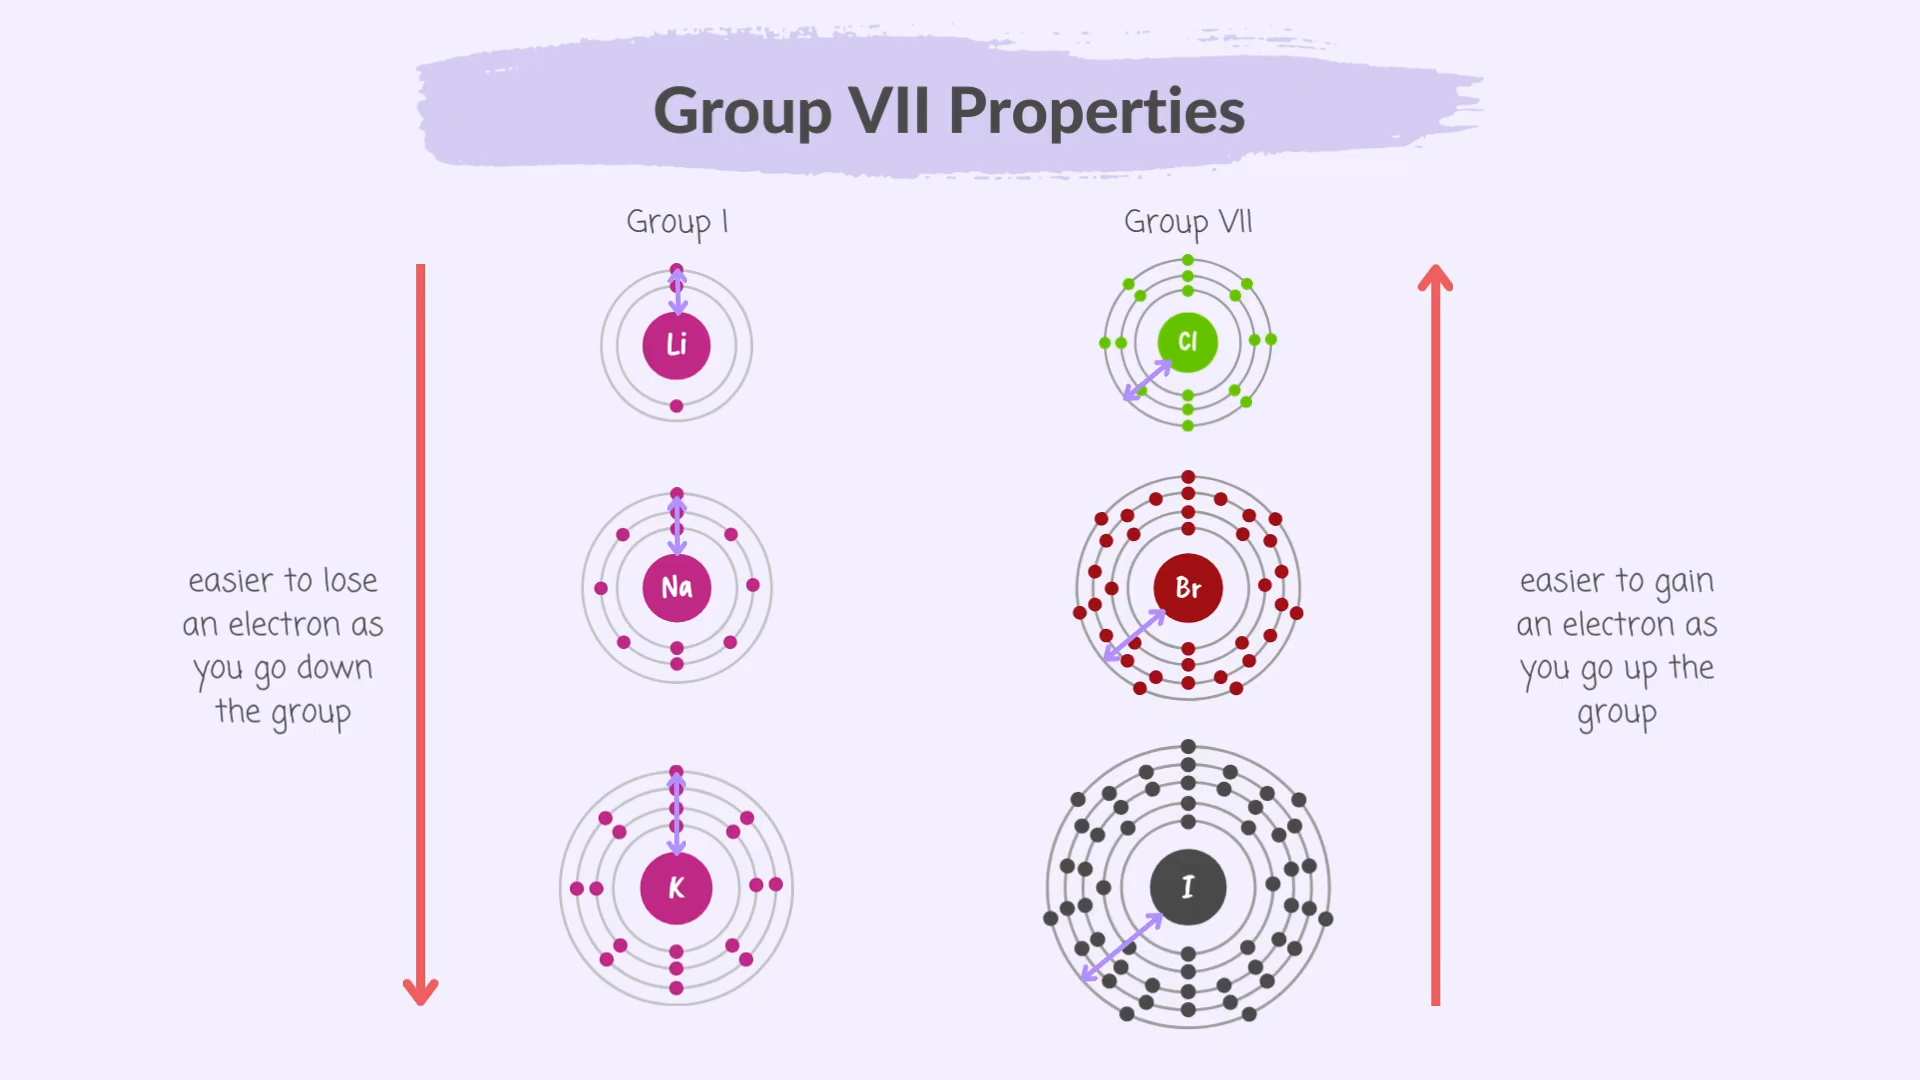 Group VII Properties
Group I
Group VII
Li
Cl
easier to lose
an electron as
you go down
the group
Na
Br
easier to gain
an electron as
you go up the
group
K
I